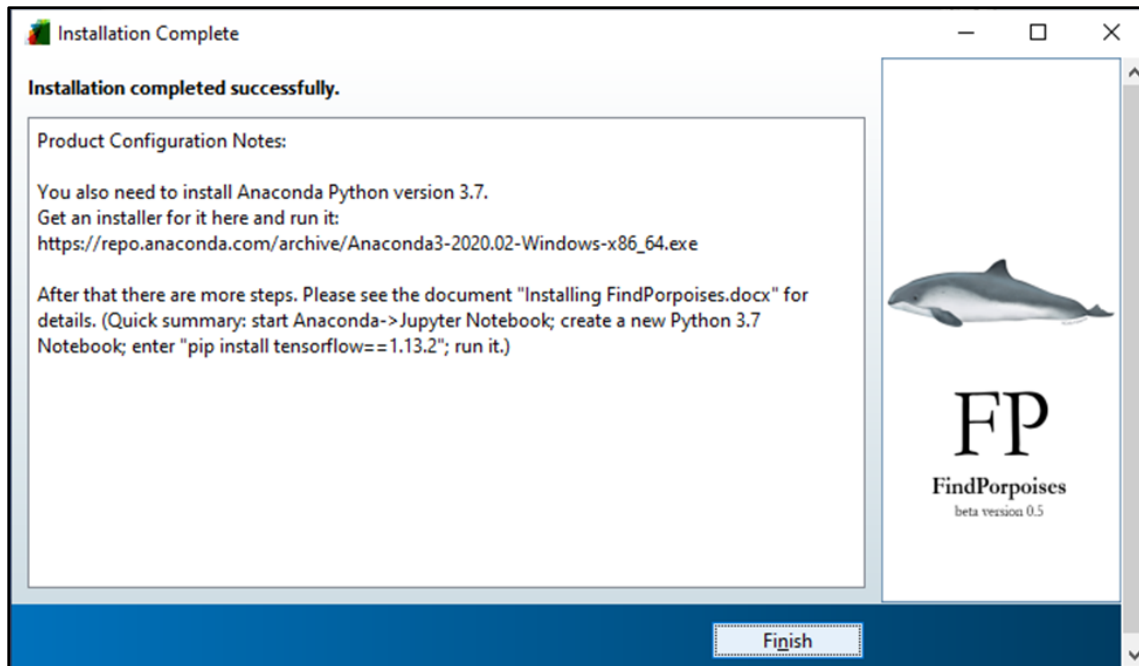 Installation Complete
Installation completed successfully.
Product Configuration Notes:
You also need to install Anaconda Python version 3.7.
Get an installer for it here and run it:
https://repo.anaconda.com/archive/Anaconda3-2020.02-Windows-x86_64.exe
After that there are more steps. Please see the document "Installing FindPorpoises.docx" for
details. (Quick summary: start Anaconda->Jupyter Notebook; create a new Python 3.7
Notebook; enter "pip install tensorflow==1.13.2"; run it.)
FP
FindPorpoises
beta version 0.5
Finish